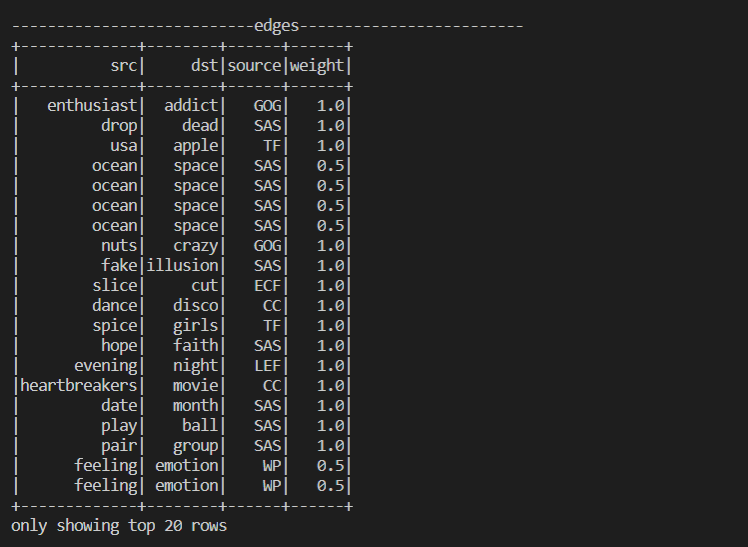 ---------------------------edges-------------------------
+-------------+--------+------+------+
|          src|     dst|source|weight|
+-------------+--------+------+------+
|   enthusiast|  addict|   GOG|   1.0|
|         drop|    dead|   SAS|   1.0|
|          usa|   apple|    TF|   1.0|
|        ocean|   space|   SAS|   0.5|
|        ocean|   space|   SAS|   0.5|
|        ocean|   space|   SAS|   0.5|
|        ocean|   space|   SAS|   0.5|
|         nuts|   crazy|   GOG|   1.0|
|         fake|illusion|   SAS|   1.0|
|        slice|     cut|   ECF|   1.0|
|        dance|   disco|    CC|   1.0|
|        spice|   girls|    TF|   1.0|
|         hope|   faith|   SAS|   1.0|
|      evening|   night|   LEF|   1.0|
|heartbreakers|   movie|    CC|   1.0|
|         date|   month|   SAS|   1.0|
|         play|    ball|   SAS|   1.0|
|         pair|   group|   SAS|   1.0|
|      feeling| emotion|    WP|   0.5|
|      feeling| emotion|    WP|   0.5|
+-------------+--------+------+------+
only showing top 20 rows